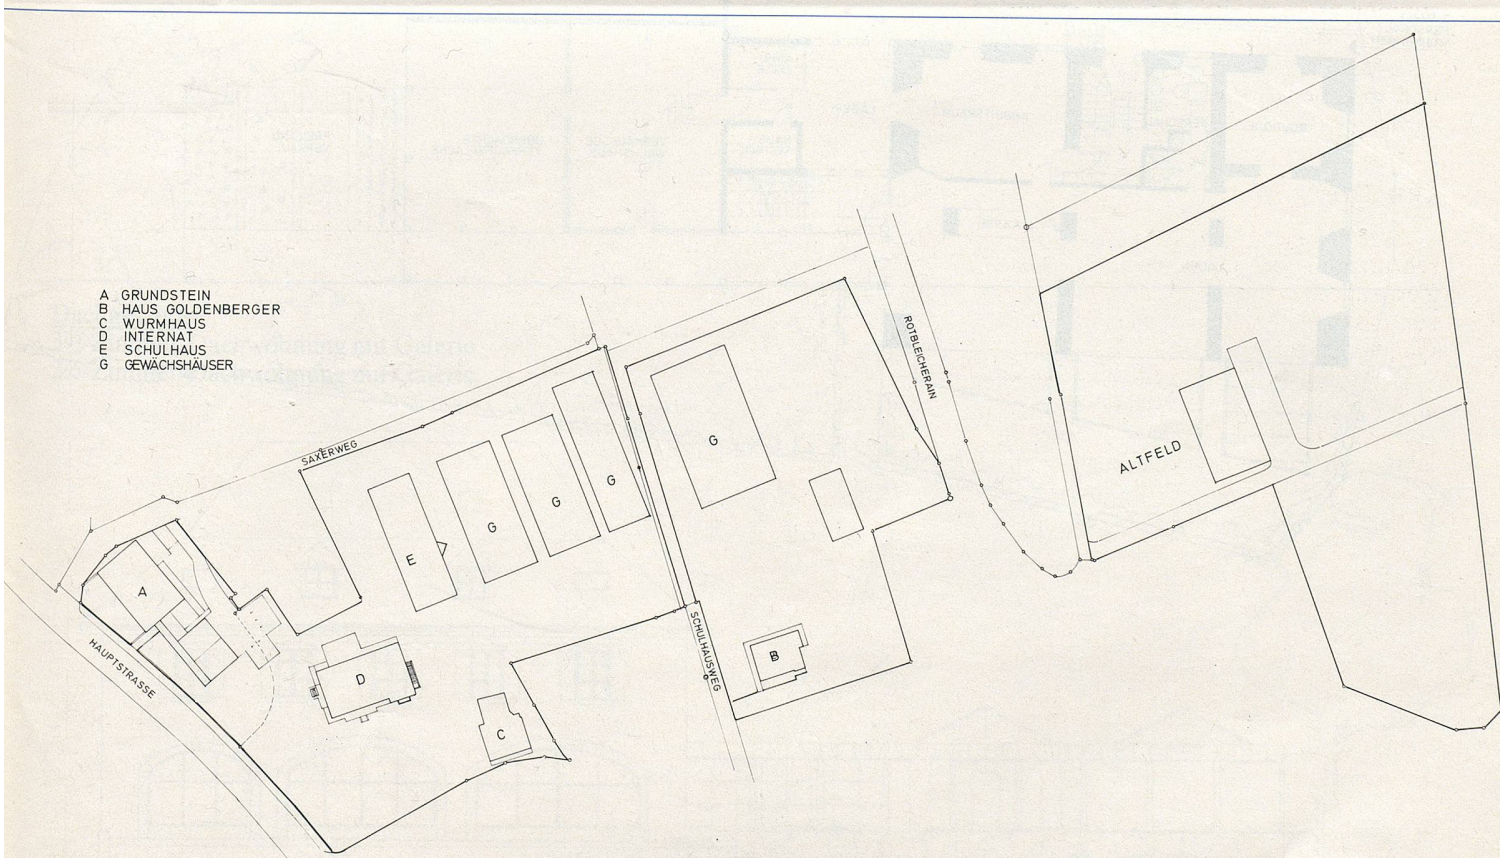 A GRUNDSTEIN
B HAUS GOLDENBERGER
C WURMHAUS
D INTERNAT
E SCHULHAUS
G GEWÄCHSHÄUSER
SAXERWEG
ROTBLEICHERAIN
ALTFELD
G
G
G
G
E
A
HAUPTSTRASSE
D
C
SCHULHAUSWEG
B